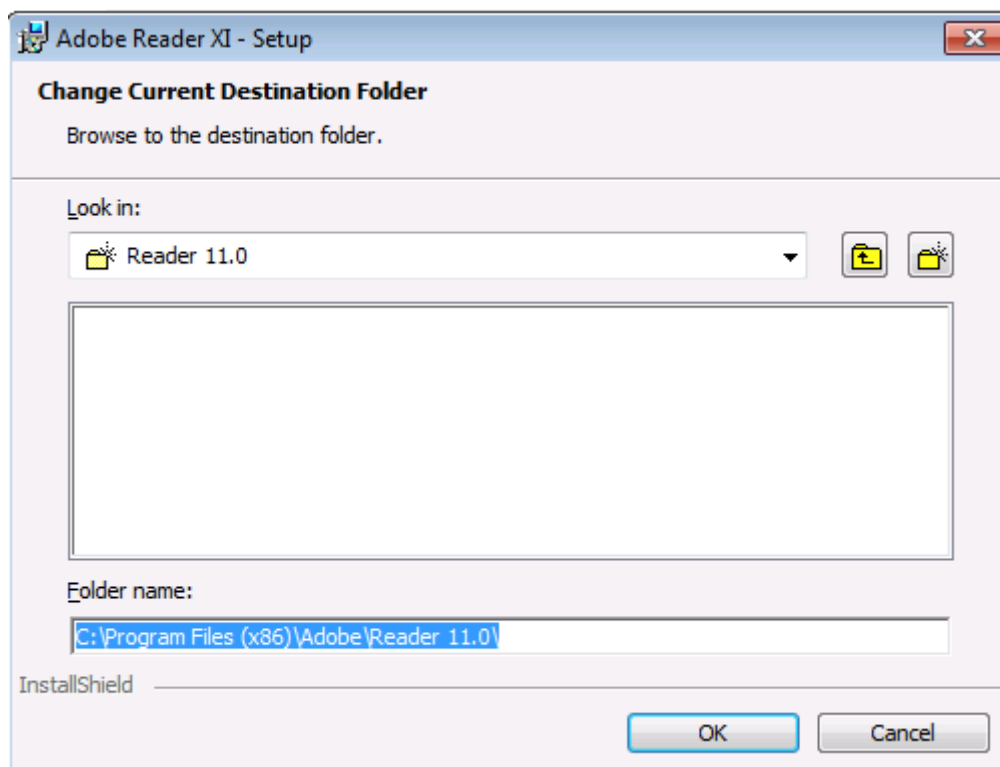 Adobe Reader XI - Setup
Change Current Destination Folder
Browse to the destination folder.
Look in:
Reader 11.0
Folder name:
C:\Program Files (x86)\Adobe\Reader 11.0\
InstallShield
OK Cancel